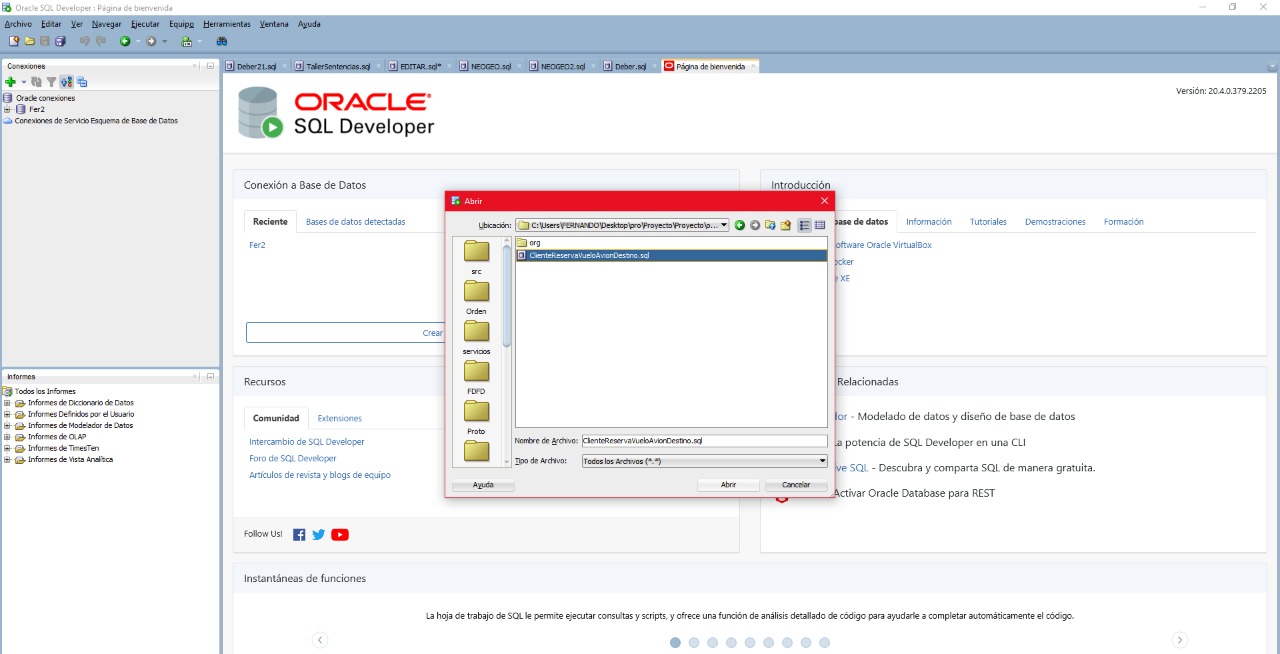 Oracle SQL Developer : Página de bienvenida
Archivo Editar Ver Navegar Ejecutar Equipo Herramientas Ventana Ayuda
Conexiones
Oracle conexiones
Fer2
Conexiones de Servicio Esquema de Base de Datos
Deber21.sql TallerSentencias.sql EDITAR.sql* NEOGEO.sql NEOGEO2.sql Deber.sql Página de bienvenida
ORACLE
SQL Developer
Versión: 20.4.0.379.2205
Conexión a Base de Datos
Reciente Bases de datos detectadas
Fer2
Crear
Introducción
base de datos Información Tutoriales Demostraciones Formación
oftware Oracle VirtualBox
ocker
e XE
Abrir
Ubicación: C:\Users\FERNANDO\Desktop\pro\Proyecto\Proyecto\p...
src
Orden
servicios
FDFD
Proto
org
ClienteReservaVueloAvionDestino.sql
Nombre de Archivo: ClienteReservaVueloAvionDestino.sql
Tipo de Archivo: Todos los Archivos (*.*)
Ayuda Abrir Cancelar
Informes
Todos los Informes
Informes de Diccionario de Datos
Informes Definidos por el Usuario
Informes de Modelador de Datos
Informes de OLAP
Informes de TimesTen
Informes de Vista Analítica
Recursos
Comunidad Extensiones
Intercambio de SQL Developer
Foro de SQL Developer
Artículos de revista y blogs de equipo
Follow Us!
Relacionadas
dor - Modelado de datos y diseño de base de datos
a potencia de SQL Developer en una CLI
ve SQL - Descubra y comparta SQL de manera gratuita.
Activar Oracle Database para REST
Instantáneas de funciones
La hoja de trabajo de SQL le permite ejecutar consultas y scripts, y ofrece una función de análisis detallado de código para ayudarle a completar automáticamente el código.